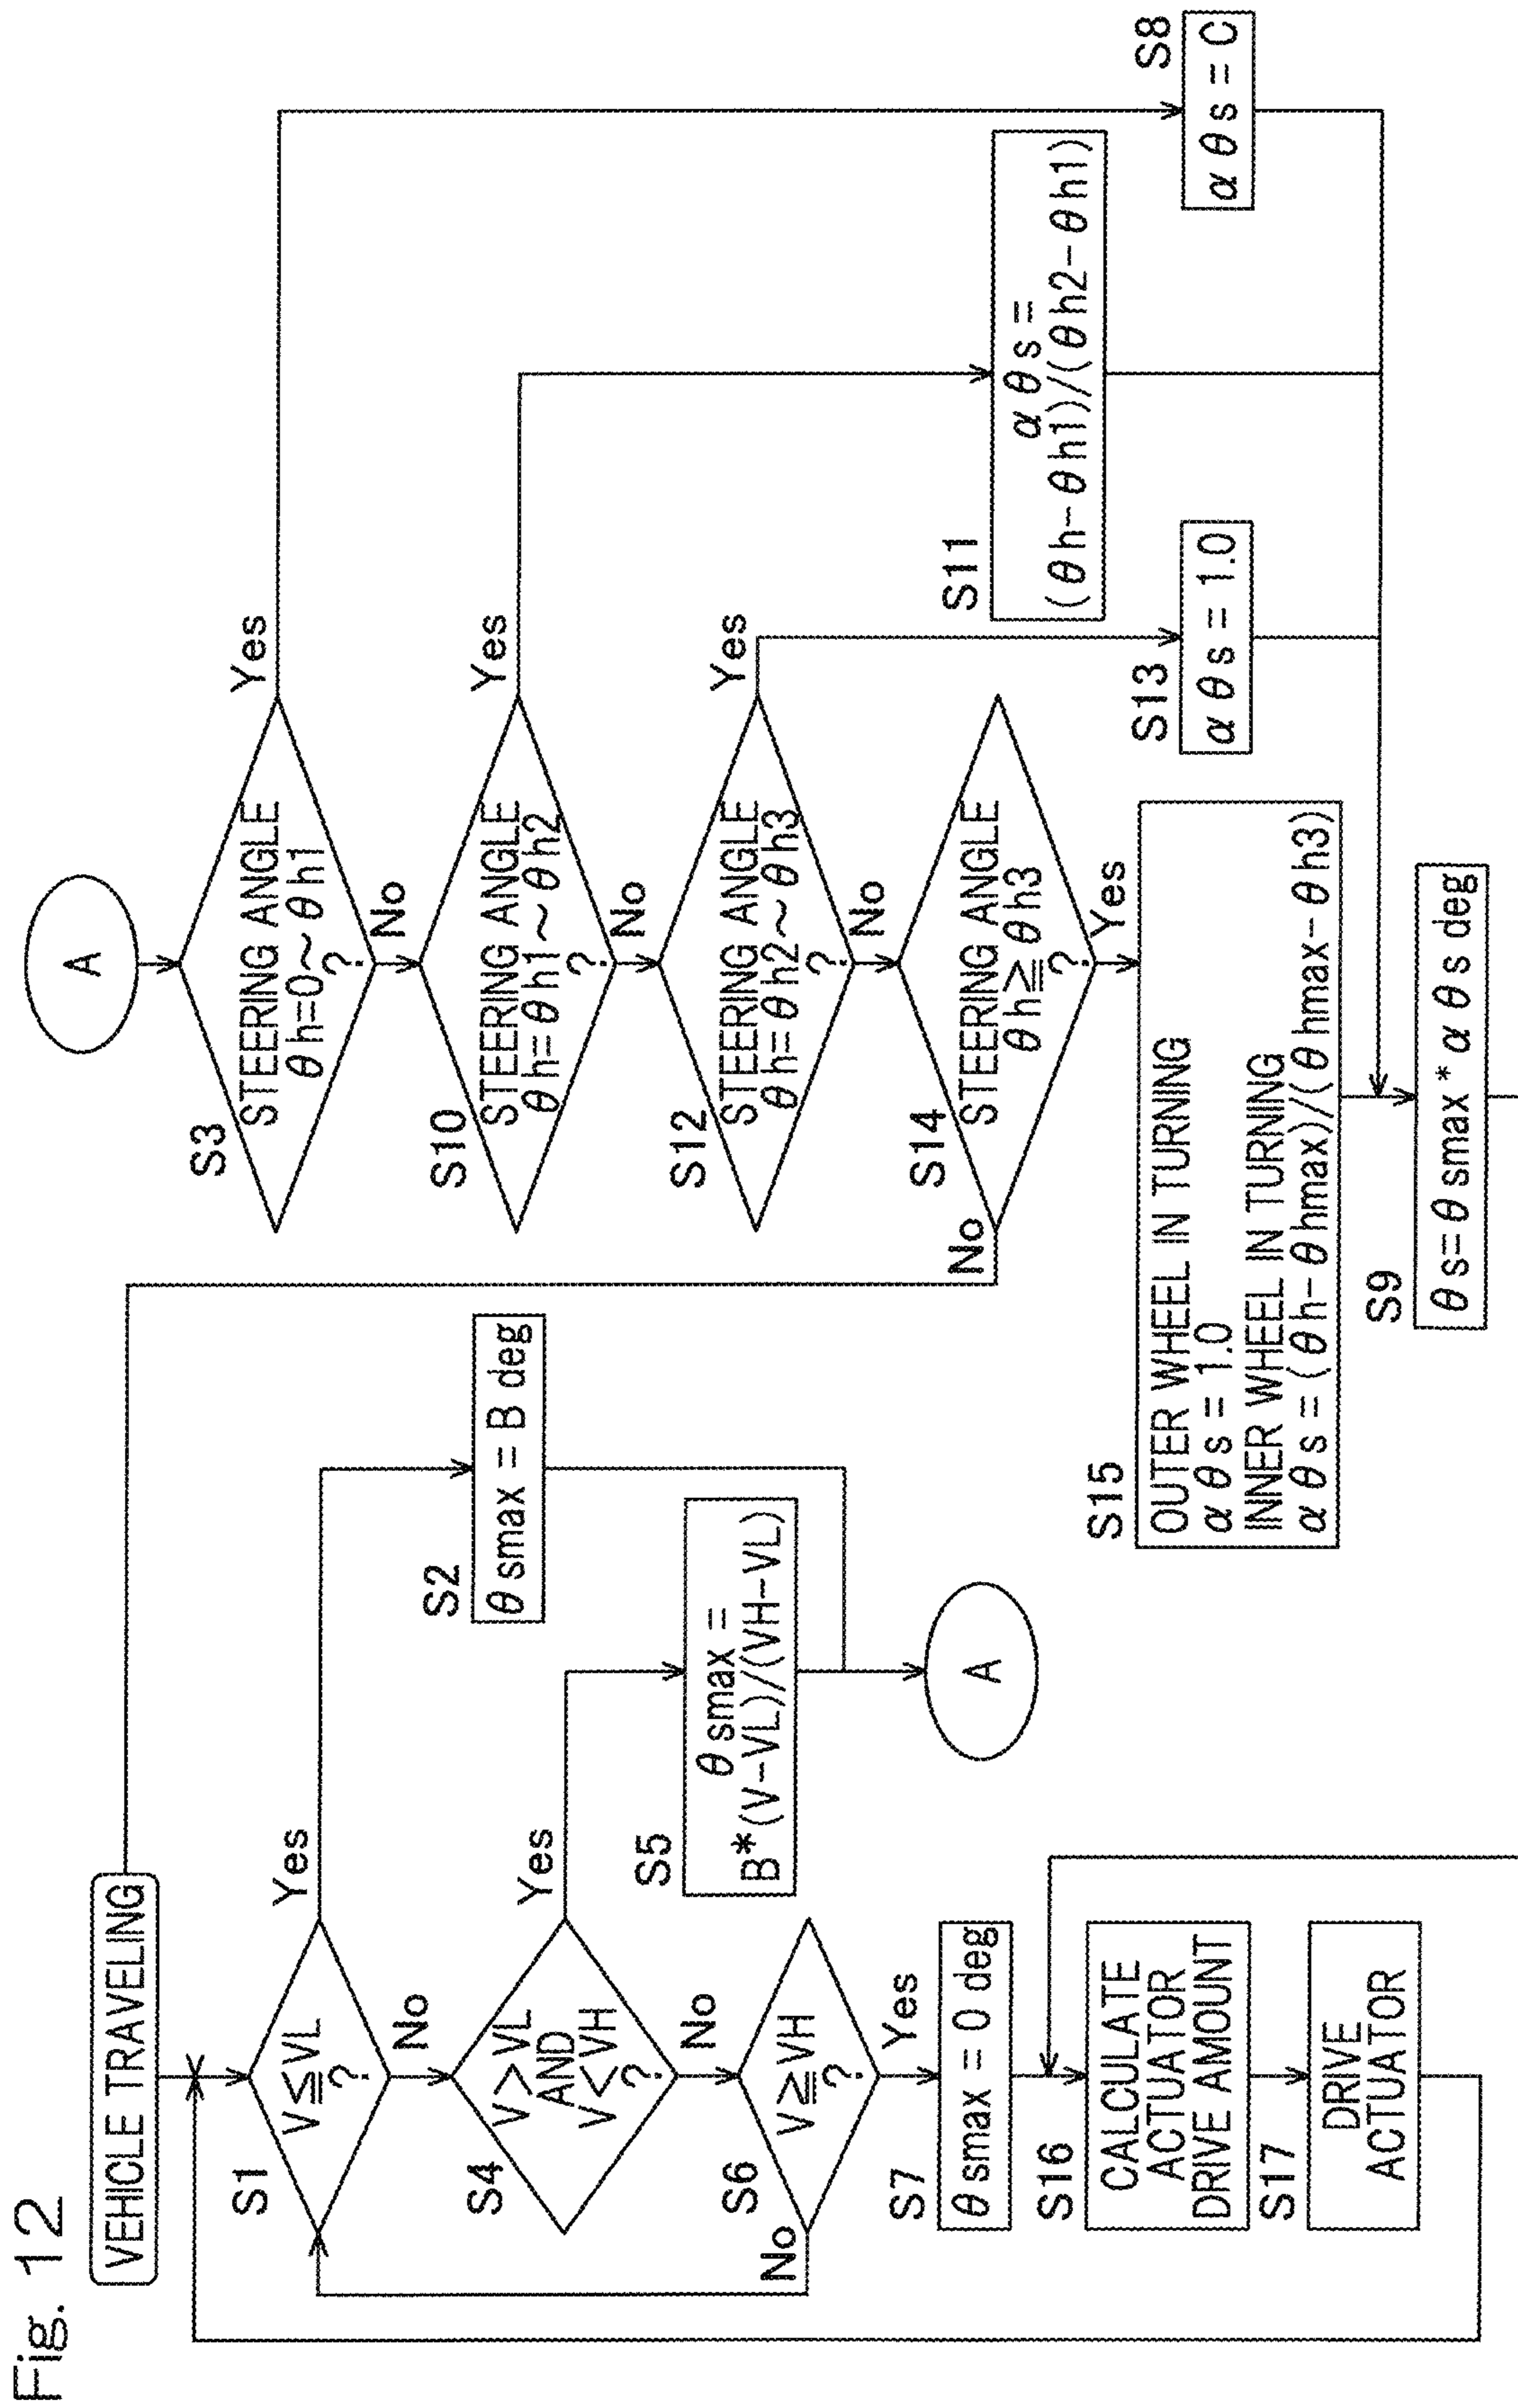 Fig. 12
VEHICLE TRAVELING
S1
V≦VL
?
Yes
No
S2
θsmax = B deg
S4
V>VL
AND
V<VH
?
Yes
No
S5
θsmax =
B*(V-VL)/(VH-VL)
S6
V≧VH
?
No
Yes
A
S7
θsmax = 0 deg
S16
CALCULATE
ACTUATOR
DRIVE AMOUNT
S17
DRIVE
ACTUATOR
A
S3
STEERING ANGLE
θh=0~θh1
?
Yes
No
S10
STEERING ANGLE
θh=θh1~θh2
?
Yes
No
S12
STEERING ANGLE
θh=θh2~θh3
?
Yes
No
S14
STEERING ANGLE
θh≧θh3
?
No
Yes
S11
αθs =
(θh-θh1)/(θh2-θh1)
S15
OUTER WHEEL IN TURNING
αθs = 1.0
INNER WHEEL IN TURNING
αθs = (θh-θhmax)/(θhmax-θh3)
S13
αθs = 1.0
S8
αθs = C
S9
θs=θsmax*αθs deg